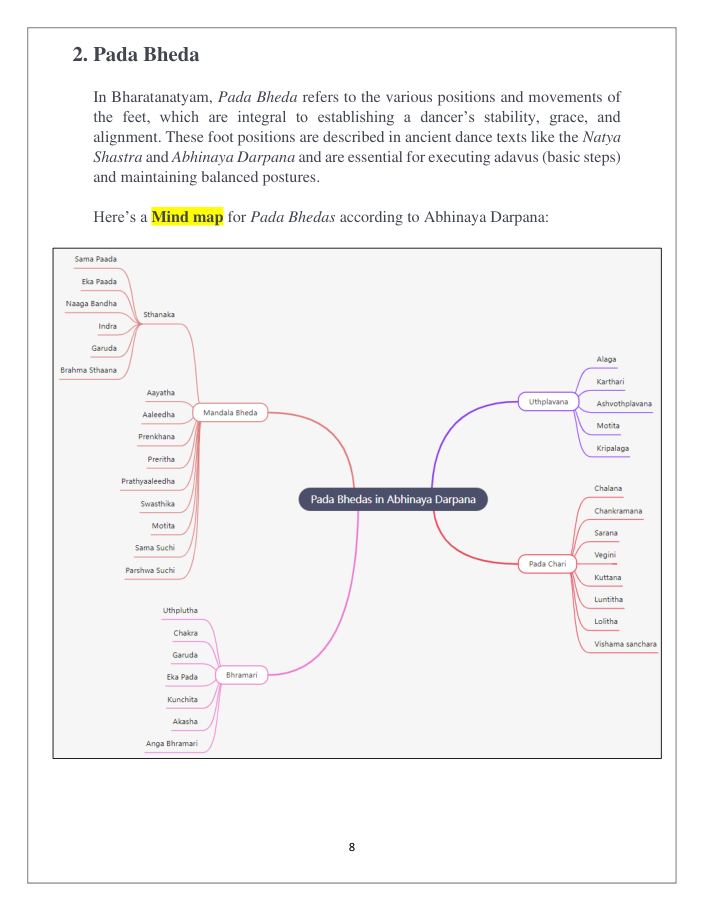 2. Pada Bheda
In Bharatanatyam, Pada Bheda refers to the various positions and movements of
the feet, which are integral to establishing a dancer's stability, grace, and
alignment. These foot positions are described in ancient dance texts like the Natya
Shastra and Abhinaya Darpana and are essential for executing adavus (basic steps)
and maintaining balanced postures.
Here's a Mind map for Pada Bhedas according to Abhinaya Darpana:
Pada Bhedas in Abhinaya Darpana
Mandala Bheda
Sthanaka
Sama Paada
Eka Paada
Naaga Bandha
Indra
Garuda
Brahma Sthaana
Aayatha
Aaleedha
Prenkhana
Preritha
Prathyaaleedha
Swasthika
Motita
Sama Suchi
Parshwa Suchi
Bhramari
Uthplutha
Chakra
Garuda
Eka Pada
Kunchita
Akasha
Anga Bhramari
Uthplavana
Alaga
Karthari
Ashvothplavana
Motita
Kripalaga
Pada Chari
Chalana
Chankramana
Sarana
Vegini
Kuttana
Luntitha
Lolitha
Vishama sanchara
8